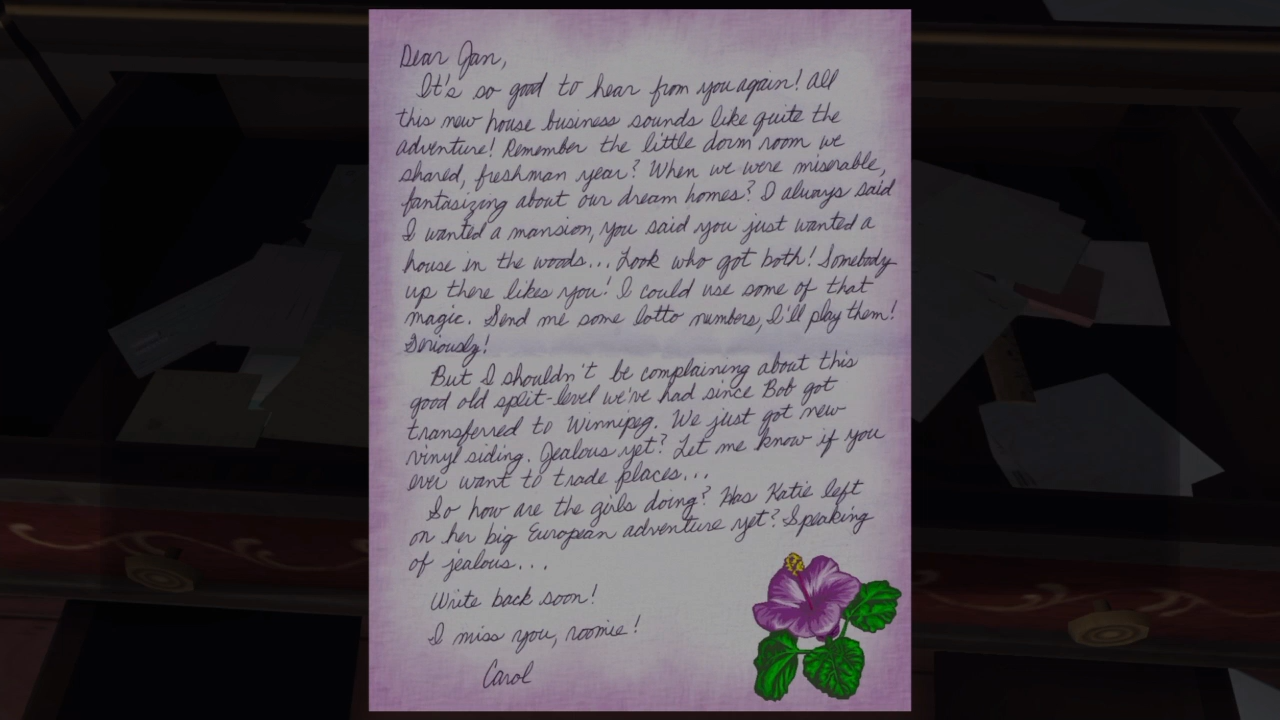 Dear Jan,
It's so good to hear from you again! All
this new house business sounds like quite the
adventure! Remember the little dorm room we
shared, freshman year? When we were miserable,
fantasizing about our dream homes? I always said
I wanted a mansion, you said you just wanted a
house in the woods... Look who got both! Somebody
up there likes you! I could use some of that
magic. Send me some lotto numbers, I'll play them!
Seriously!
But I shouldn't be complaining about this
good old split-level we've had since Bob got
transferred to Winnipeg. We just got new
vinyl siding. Jealous yet? Let me know if you
ever want to trade places...
So how are the girls doing? Has Katie left
on her big European adventure yet? Speaking
of jealous...
Write back soon!
I miss you, roomie!
Carol